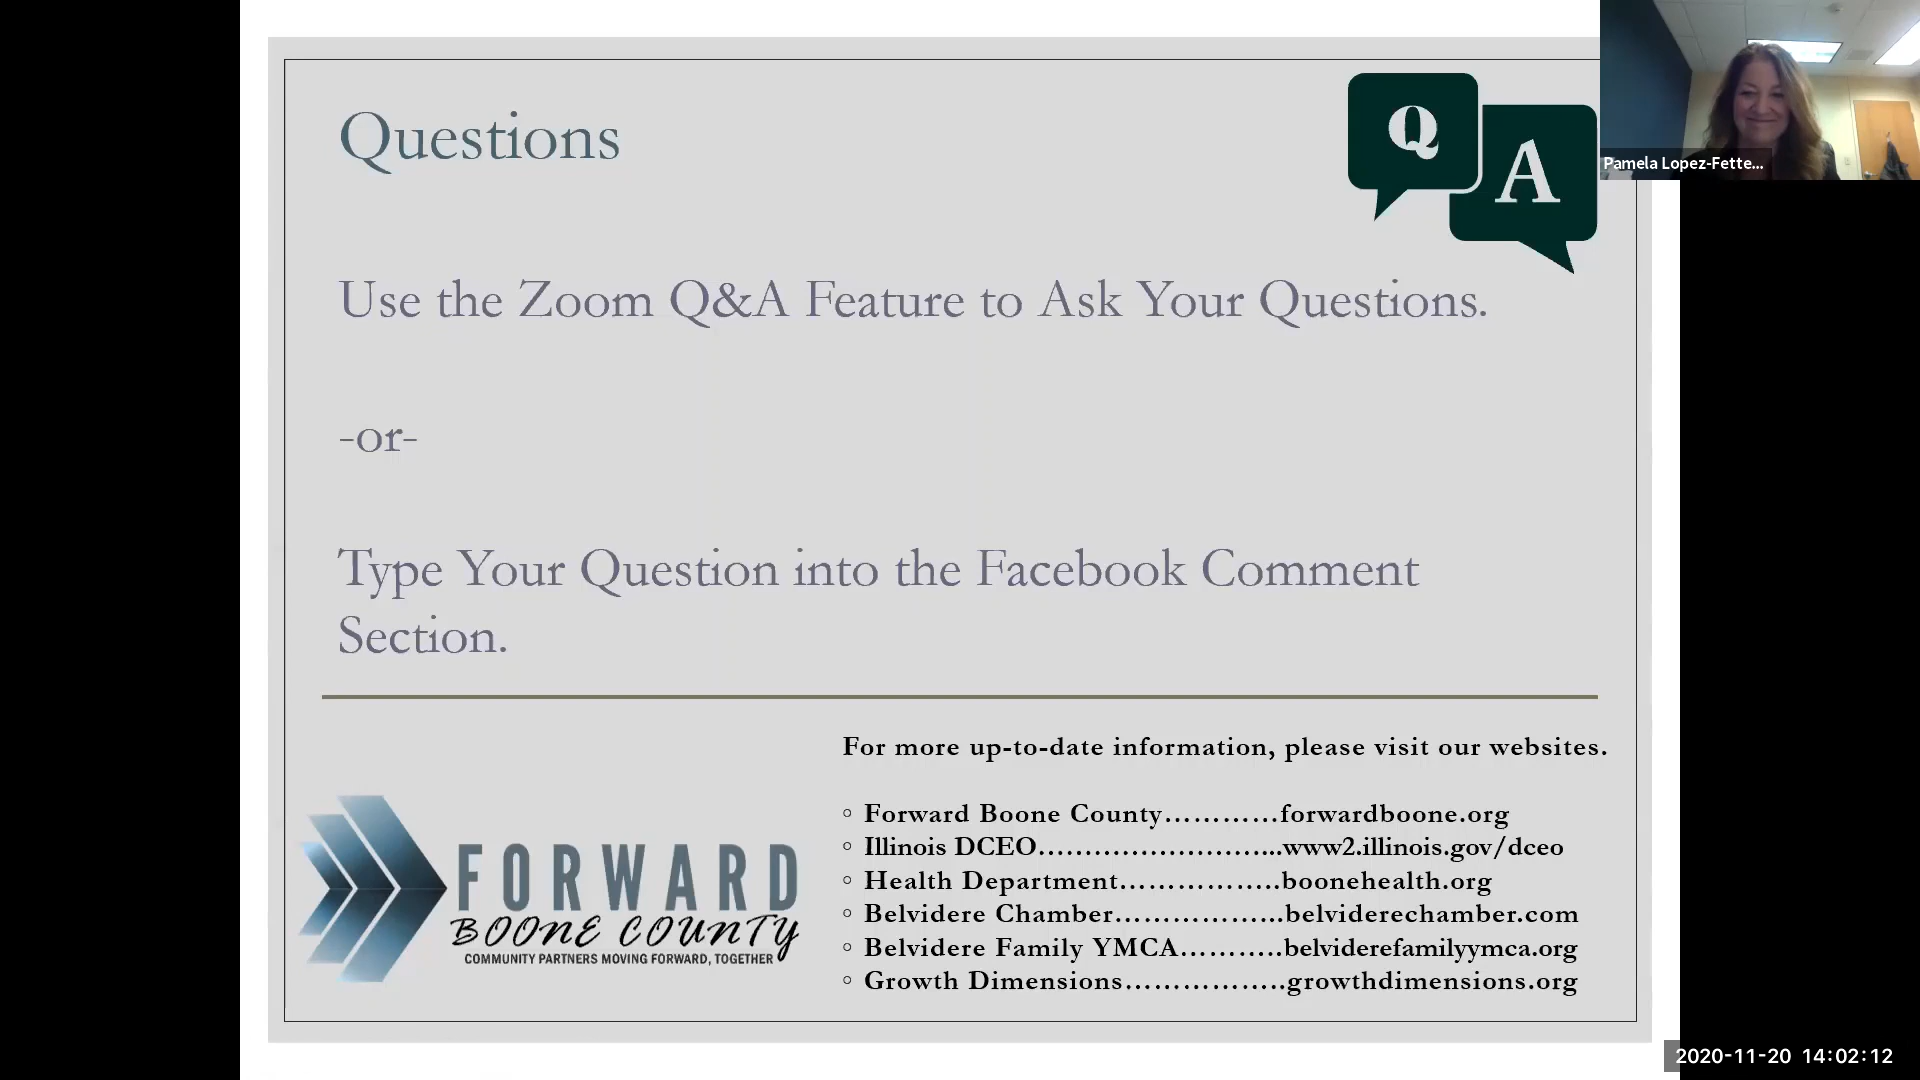 Questions
Q
A
Pamela Lopez-Fette...
Use the Zoom Q&A Feature to Ask Your Questions.
-or-
Type Your Question into the Facebook Comment
Section.
For more up-to-date information, please visit our websites.
◦ Forward Boone County…………forwardboone.org
◦ Illinois DCEO……………………...www2.illinois.gov/dceo
◦ Health Department……………..boonehealth.org
◦ Belvidere Chamber……………...belviderechamber.com
◦ Belvidere Family YMCA………..belviderefamilyymca.org
◦ Growth Dimensions……………..growthdimensions.org
FORWARD
BOONE COUNTY
COMMUNITY PARTNERS MOVING FORWARD, TOGETHER
2020-11-20 14:02:12